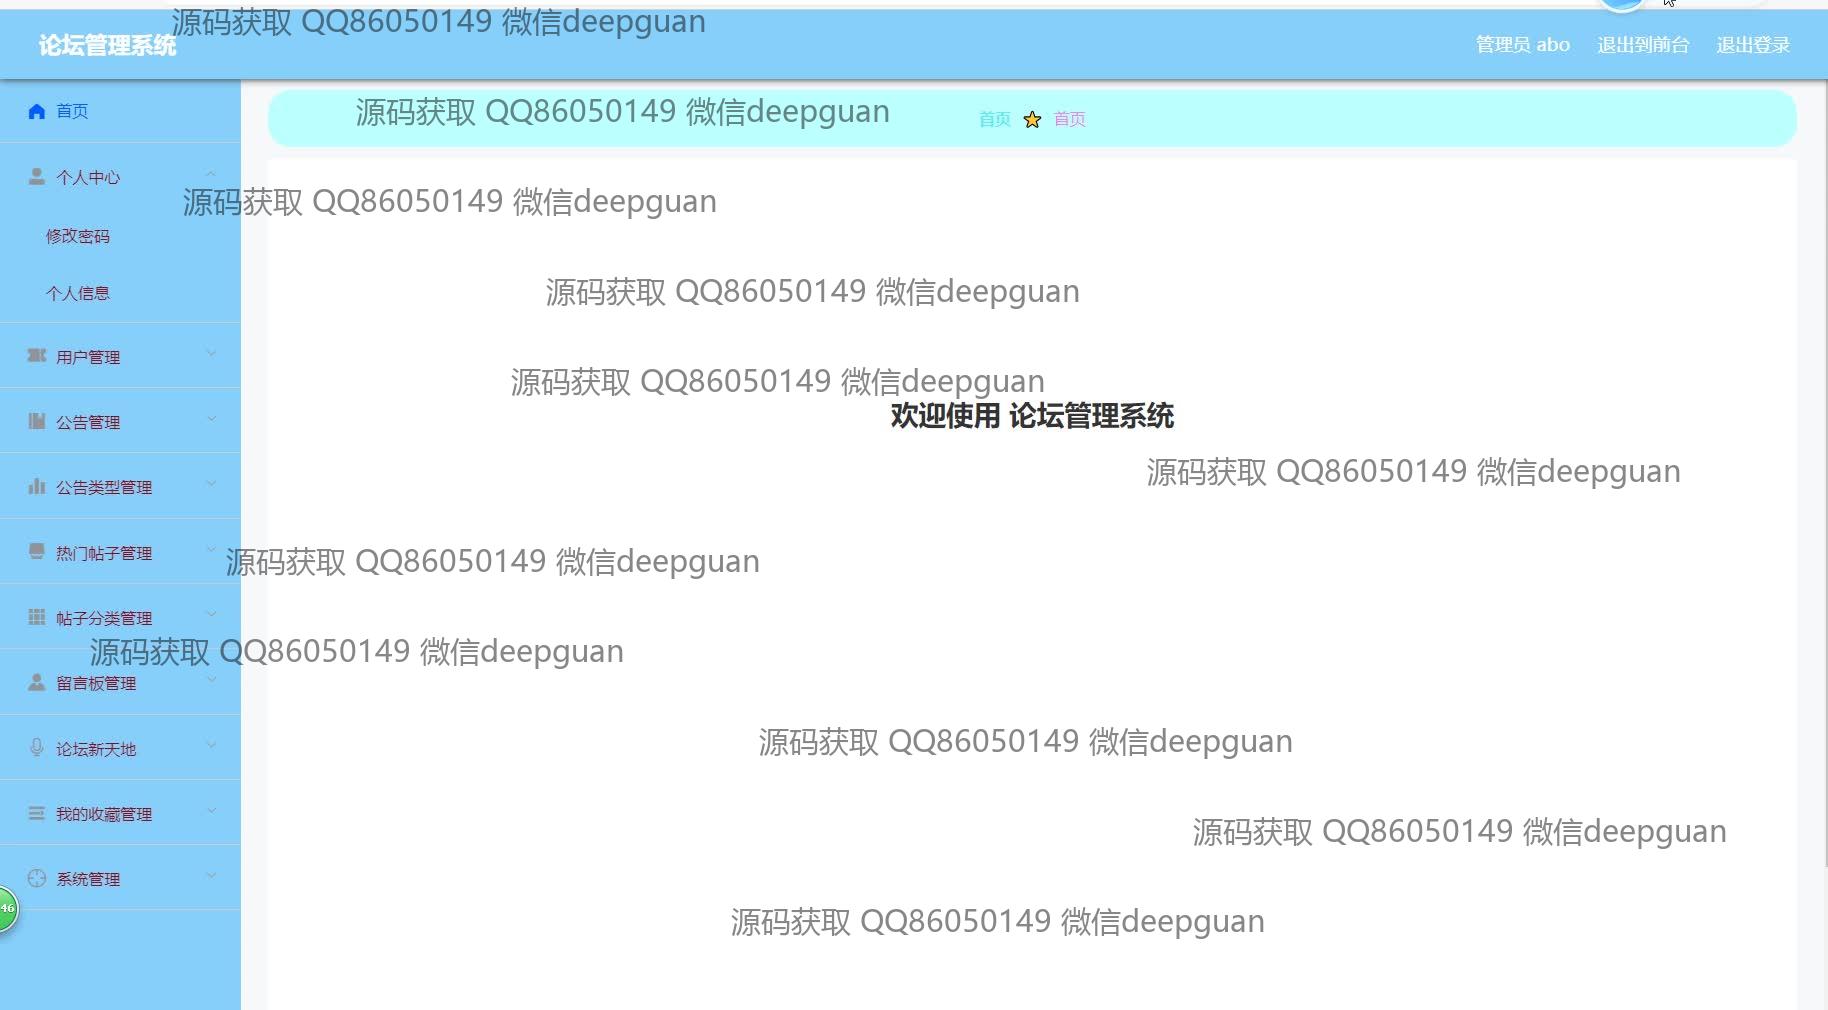 源码获取 QQ86050149 微信deepguan
论坛管理系统
管理员 abo
退出到前台
退出登录
首页
源码获取 QQ86050149 微信deepguan
首页
首页
个人中心
源码获取 QQ86050149 微信deepguan
修改密码
个人信息
源码获取 QQ86050149 微信deepguan
用户管理
源码获取 QQ86050149 微信deepguan
欢迎使用 论坛管理系统
公告管理
源码获取 QQ86050149 微信deepguan
公告类型管理
热门帖子管理
源码获取 QQ86050149 微信deepguan
帖子分类管理
源码获取 QQ86050149 微信deepguan
留言板管理
论坛新天地
源码获取 QQ86050149 微信deepguan
我的收藏管理
源码获取 QQ86050149 微信deepguan
系统管理
46
源码获取 QQ86050149 微信deepguan